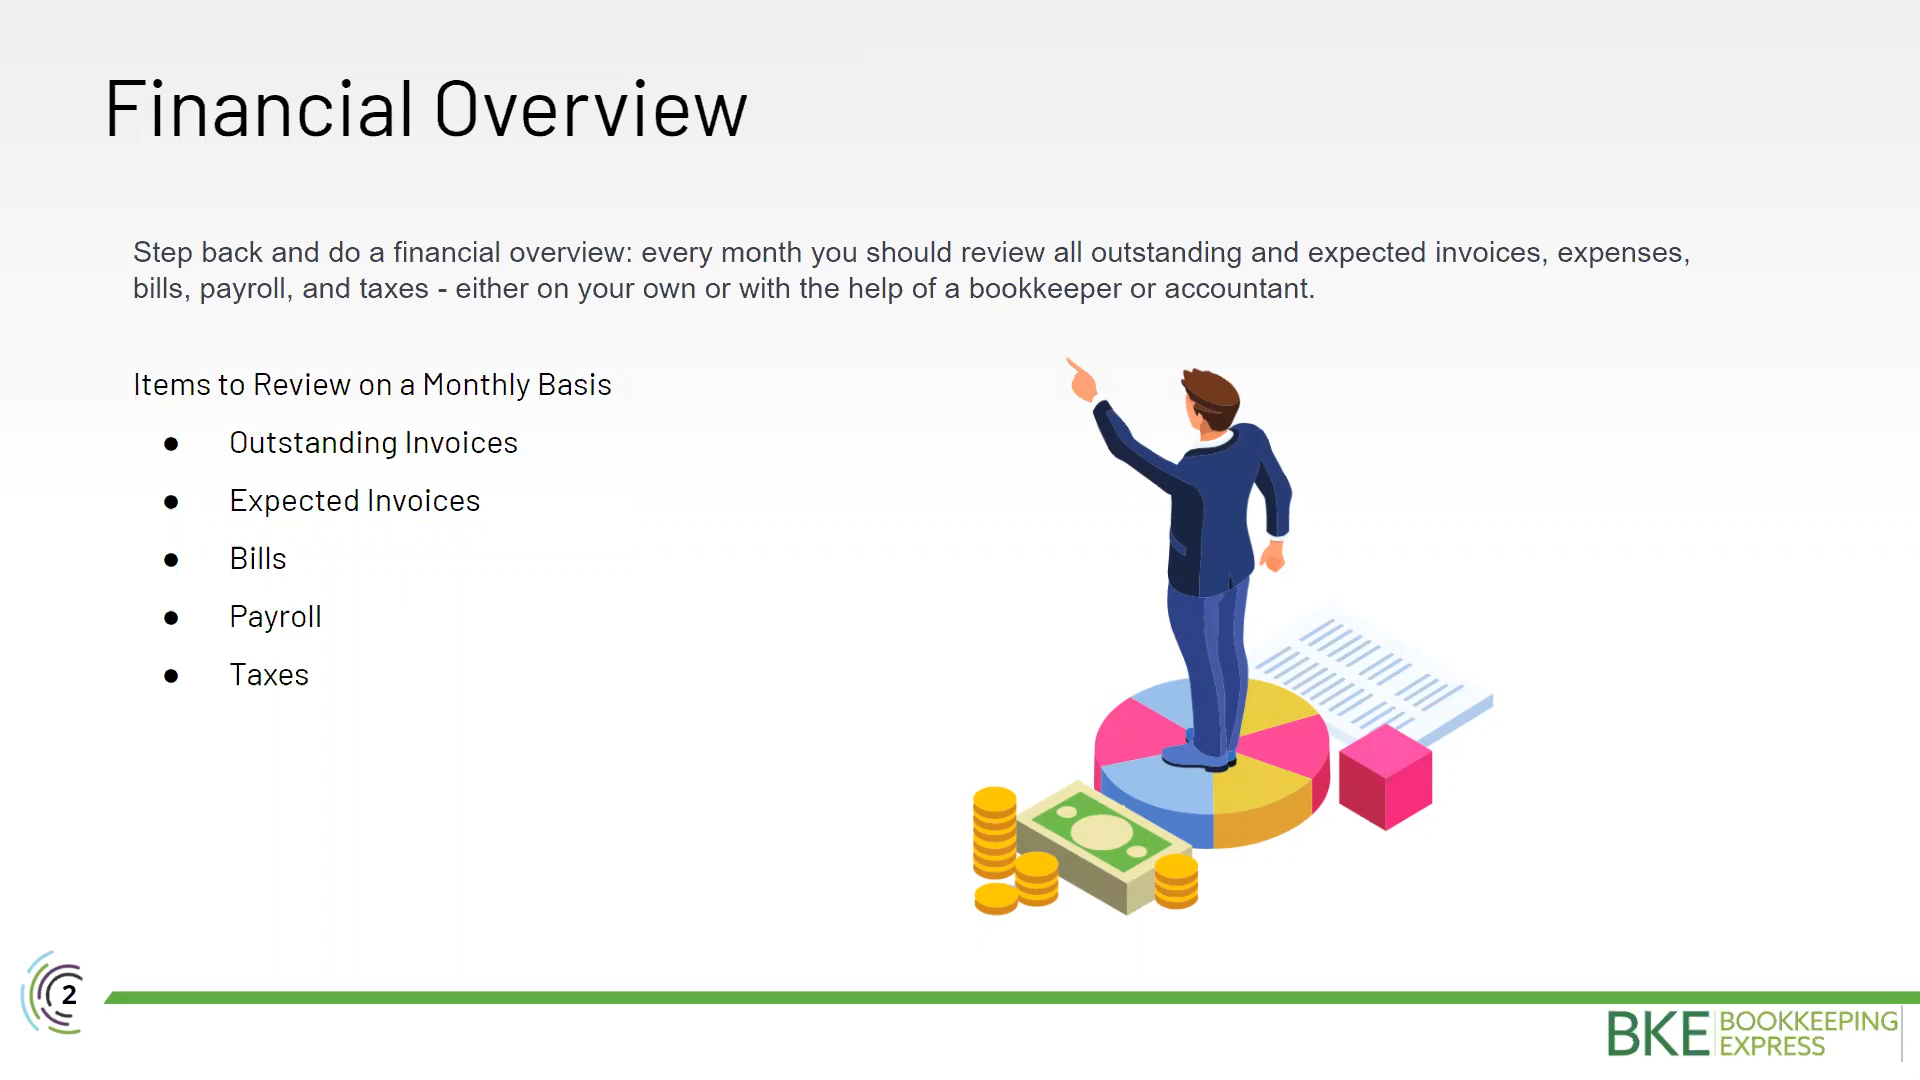 Financial Overview
Step back and do a financial overview: every month you should review all outstanding and expected invoices, expenses,
bills, payroll, and taxes - either on your own or with the help of a bookkeeper or accountant.
Items to Review on a Monthly Basis
● Outstanding Invoices
● Expected Invoices
● Bills
● Payroll
● Taxes
2
BKE BOOKKEEPING
EXPRESS